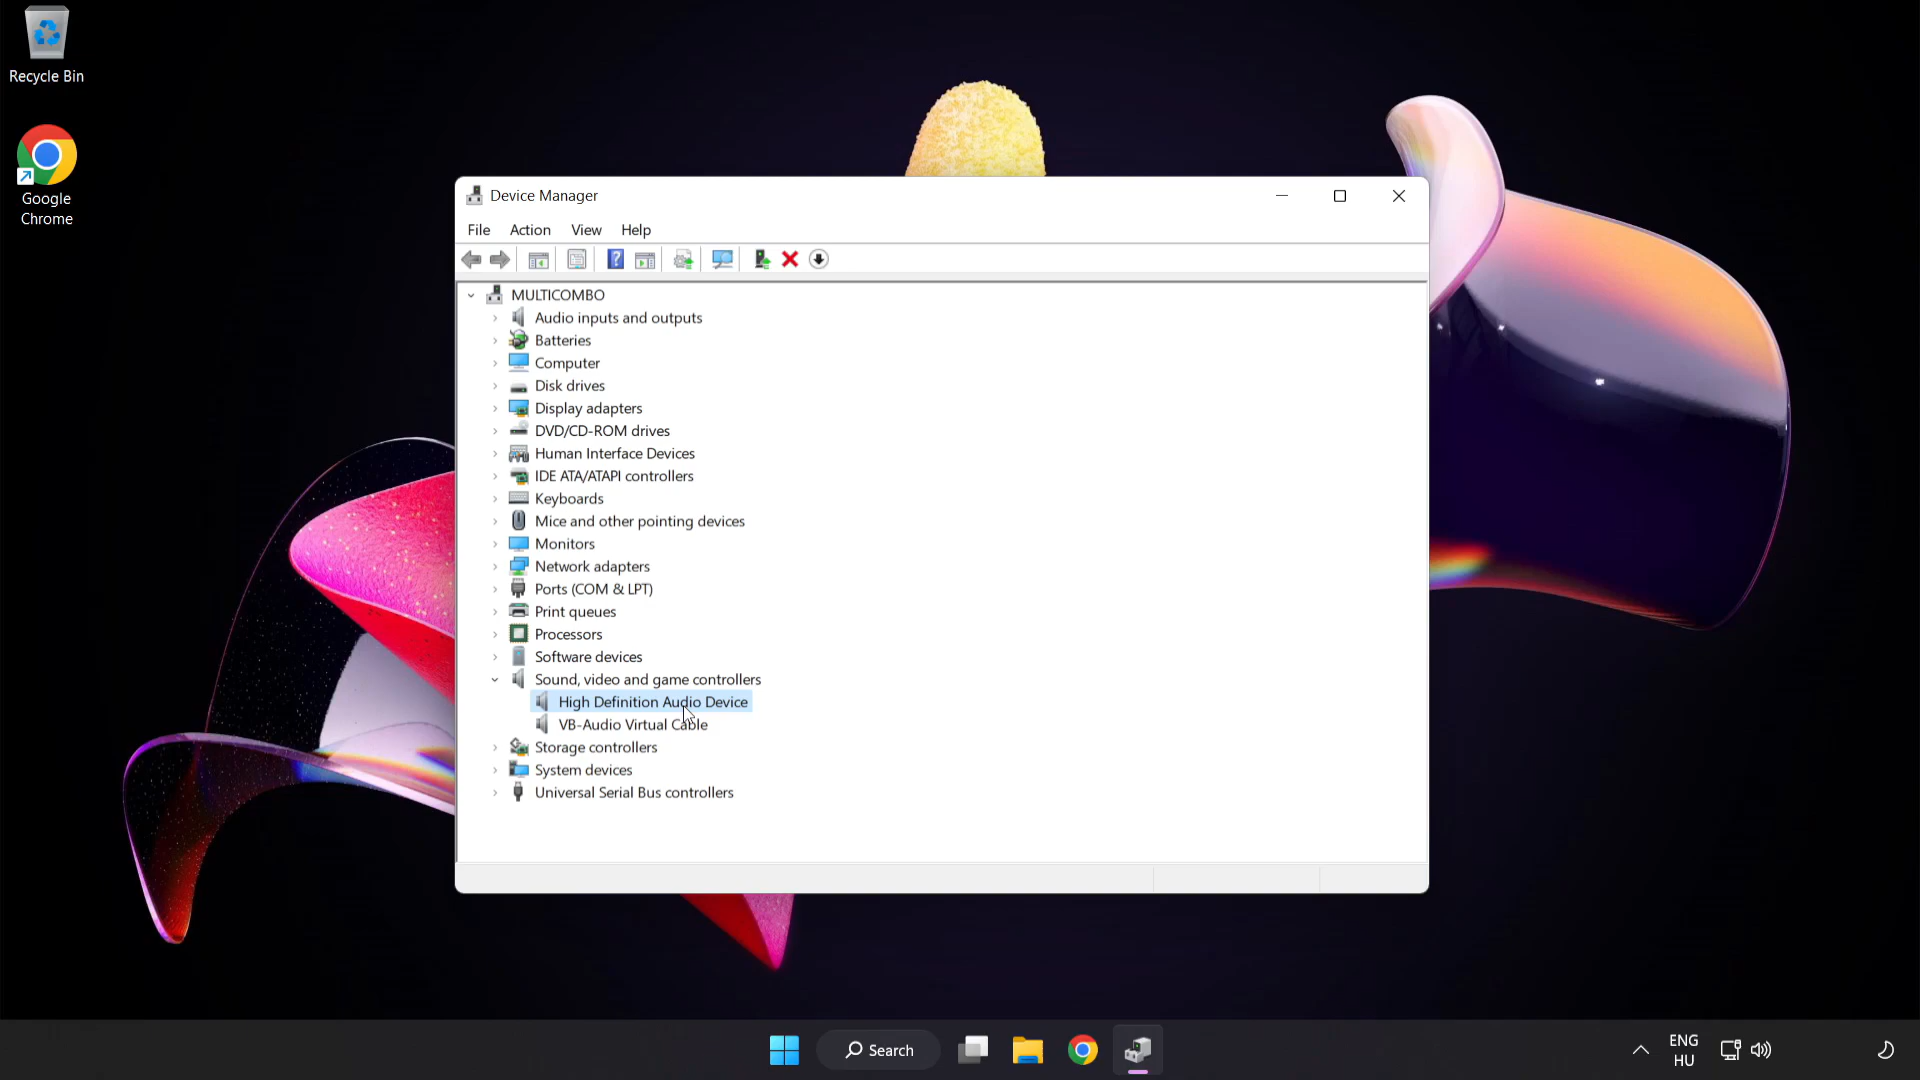 Recycle Bin
Google
Chrome
Device Manager
File Action View Help
MULTICOMBO
Audio inputs and outputs
Batteries
Computer
Disk drives
Display adapters
DVD/CD-ROM drives
Human Interface Devices
IDE ATA/ATAPI controllers
Keyboards
Mice and other pointing devices
Monitors
Network adapters
Ports (COM & LPT)
Print queues
Processors
Software devices
Sound, video and game controllers
High Definition Audio Device
VB-Audio Virtual Cable
Storage controllers
System devices
Universal Serial Bus controllers
Search
ENG
HU